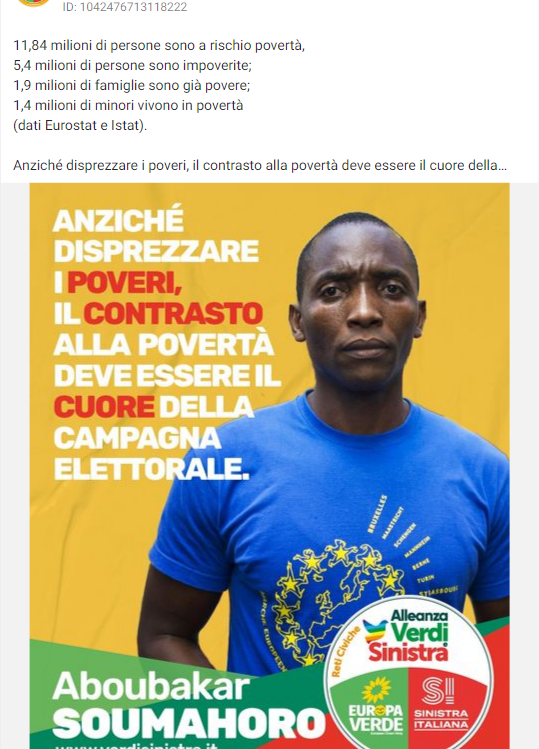 ID: 1042476713118222
11,84 milioni di persone sono a rischio povertà,
5,4 milioni di persone sono impoverite;
1,9 milioni di famiglie sono già povere;
1,4 milioni di minori vivono in povertà
(dati Eurostat e Istat).
Anziché disprezzare i poveri, il contrasto alla povertà deve essere il cuore della...
ANZICHÉ
DISPREZZARE
I POVERI,
IL CONTRASTO
ALLA POVERTÀ
DEVE ESSERE IL
CUORE DELLA
CAMPAGNA
ELETTORALE.
BRUXELLES
MAASTRICHT
SCHENGEN
MANNHEIM
BERNE
TURIN
STRASBOURG
MARCHE EUROPEENNE
Reti Civiche
Alleanza
Verdi
Sinistra
EUROPA
VERDE
SI
SINISTRA
ITALIANA
Aboubakar
SOUMAHORO
www.verdisinistra.it